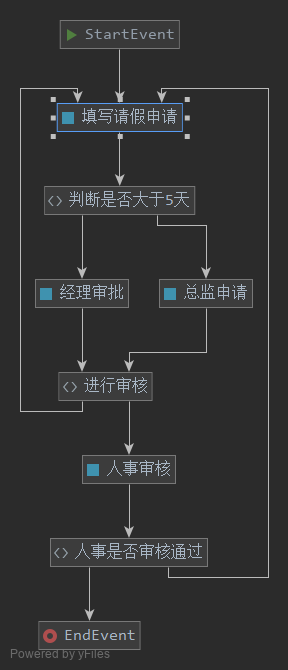 StartEvent
填写请假申请
判断是否大于5天
经理审批
总监申请
进行审核
人事审核
人事是否审核通过
EndEvent
Powered by yFiles